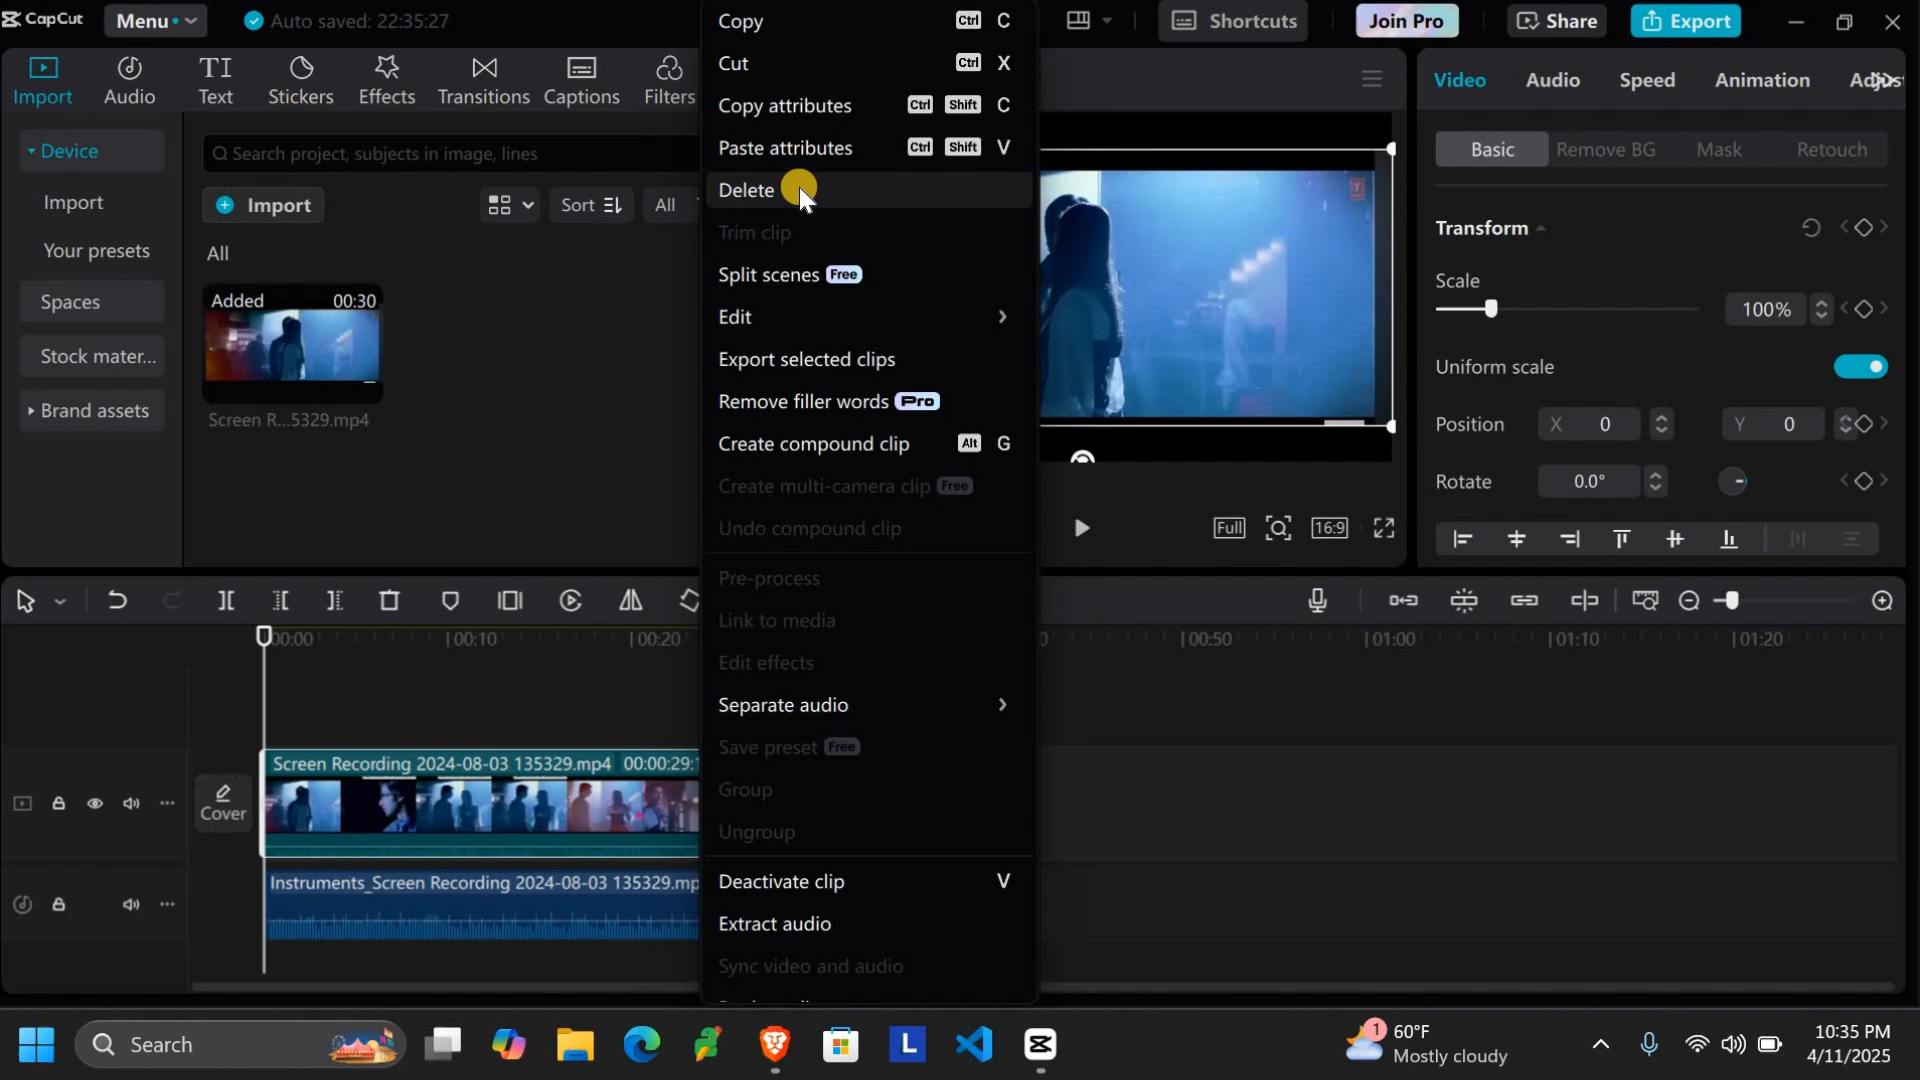 CapCut Menu Auto saved: 22:35:27 Shortcuts Join Pro Share Export
Import Audio Text Stickers Effects Transitions Captions Filters
Device
Import
Your presets
Spaces
Stock mater...
Brand assets
Search project, subjects in image, lines
Import Sort All
All
Added 00:30
Screen R...5329.mp4
Copy Ctrl C
Cut Ctrl X
Copy attributes Ctrl Shift C
Paste attributes Ctrl Shift V
Delete
Trim clip
Split scenes Free
Edit
Export selected clips
Remove filler words Pro
Create compound clip Alt G
Create multi-camera clip Free
Undo compound clip
Pre-process
Link to media
Edit effects
Separate audio
Save preset Free
Group
Ungroup
Deactivate clip V
Extract audio
Sync video and audio
Full 16:9
Video Audio Speed Animation
Basic Remove BG Mask Retouch
Transform
Scale
100%
Uniform scale
Position X 0 Y 0
Rotate 0.0°
00:00 00:10 00:20 00:50 01:00 01:10 01:20
Cover
Screen Recording 2024-08-03 135329.mp4 00:00:29:
Instruments_Screen Recording 2024-08-03 135329.mp
Search
L
1
60°F
Mostly cloudy
10:35 PM
4/11/2025